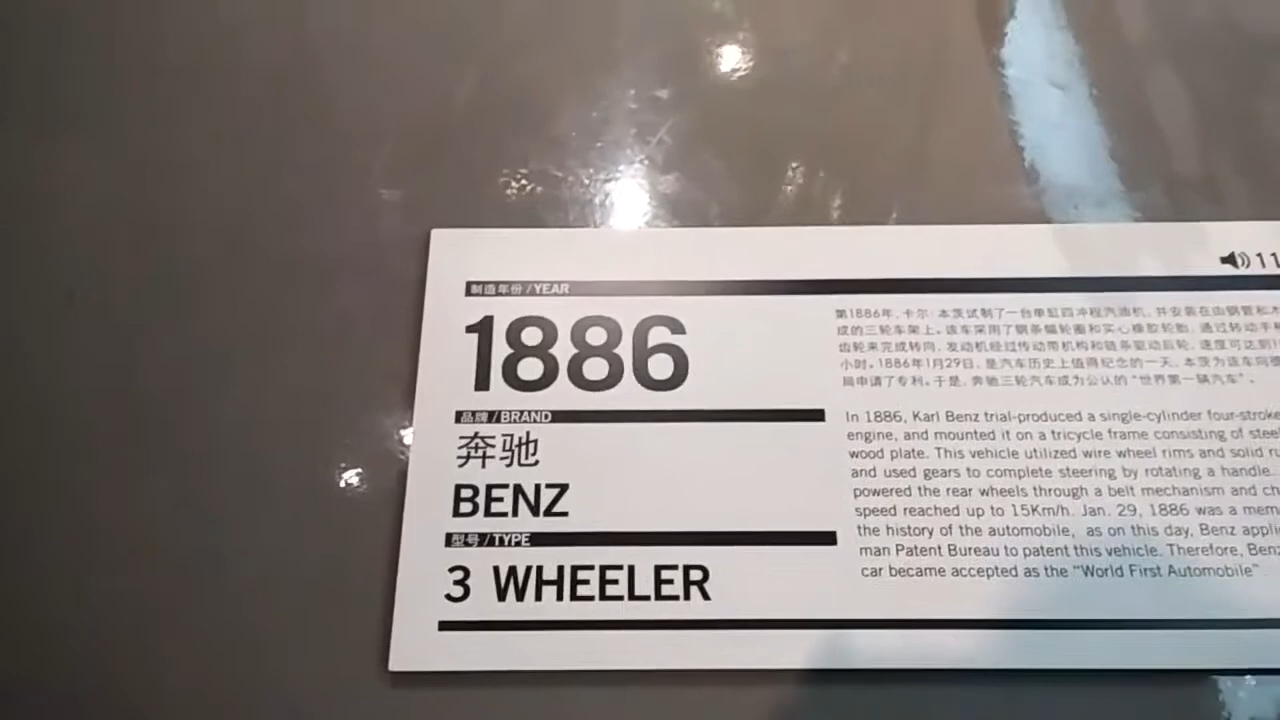 11
制造年份 / YEAR
1886
品牌 / BRAND
奔驰
BENZ
型号 / TYPE
3 WHEELER
第1886年，卡尔·本茨试制了一台单缸四冲程汽油机，并安装在由钢管和木
成的三轮车架上。该车采用了钢条辐轮圈和实心橡胶轮胎，通过转动手
齿轮来完成转向，发动机经过传动带机构和链条驱动后轮，速度可达到
小时。1886年1月29日，是汽车历史上值得纪念的一天，本茨为该车向
局申请了专利。于是，奔驰三轮汽车成为公认的“世界第一辆汽车”。
In 1886, Karl Benz trial-produced a single-cylinder four-stroke
engine, and mounted it on a tricycle frame consisting of steel
wood plate. This vehicle utilized wire wheel rims and solid ru
and used gears to complete steering by rotating a handle.
powered the rear wheels through a belt mechanism and ch
speed reached up to 15Km/h. Jan. 29, 1886 was a mem
the history of the automobile, as on this day, Benz appli
man Patent Bureau to patent this vehicle. Therefore, Benz
car became accepted as the “World First Automobile”